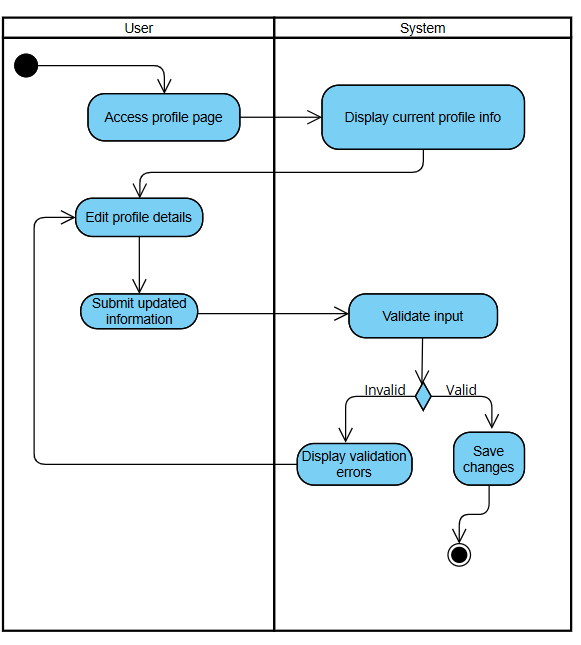 User
System
Access profile page
Display current profile info
Edit profile details
Submit updated
information
Validate input
Invalid
Valid
Display validation
errors
Save
changes